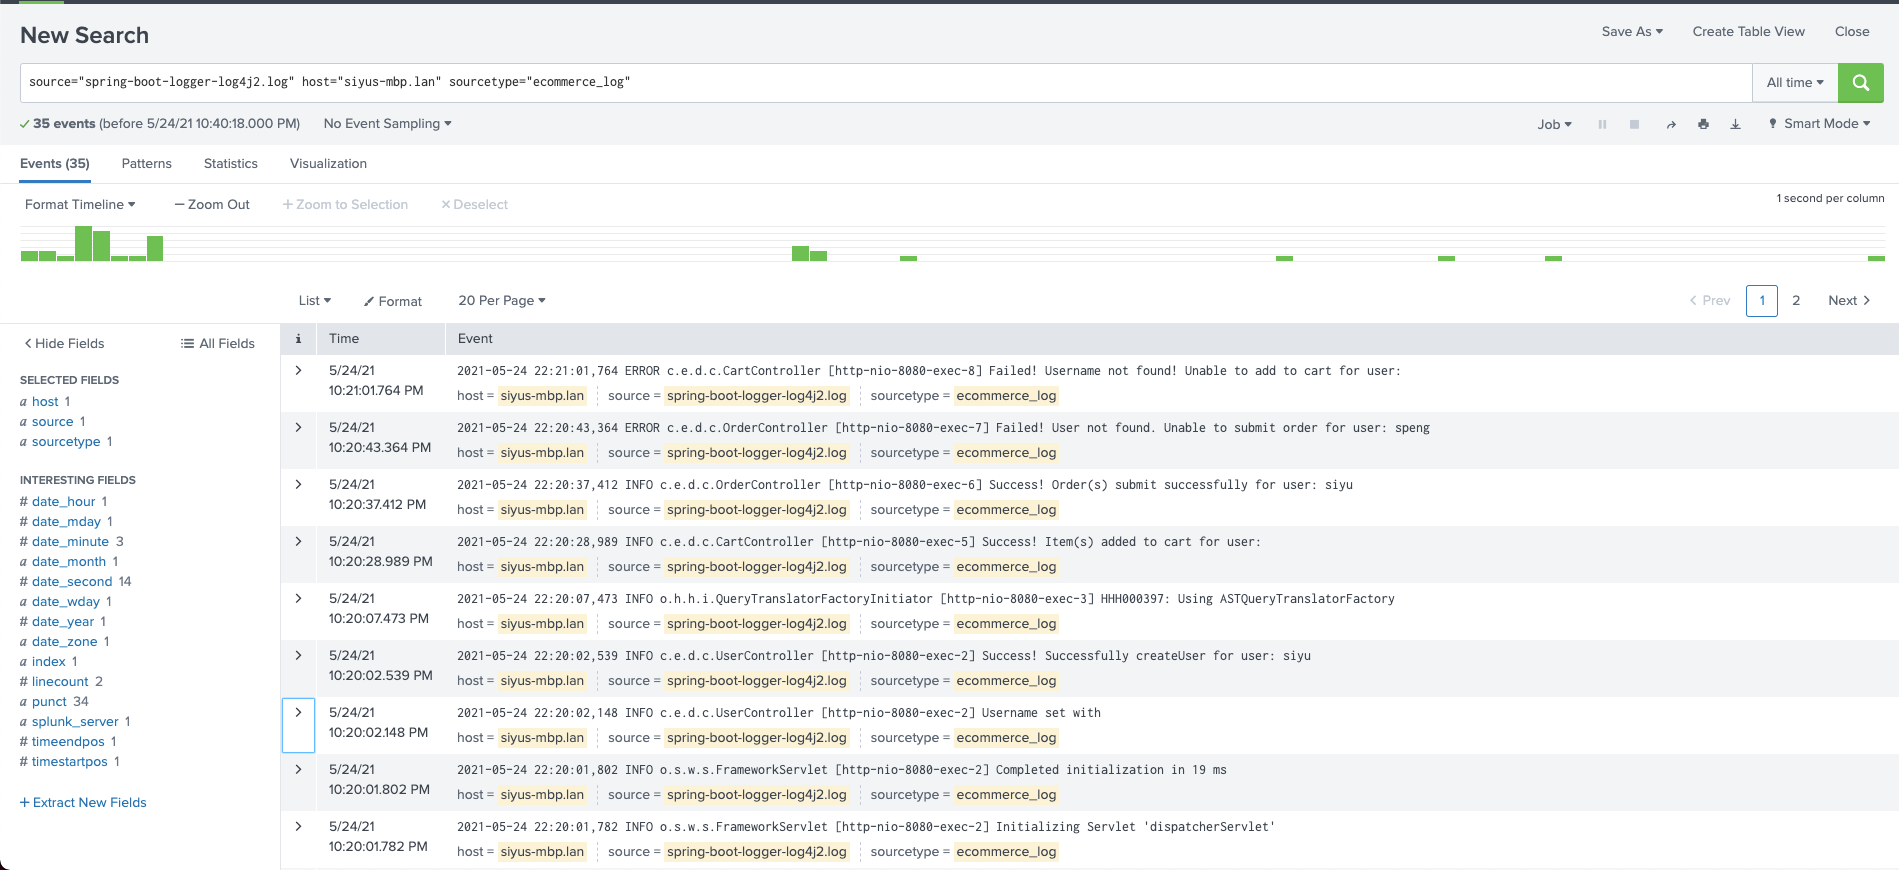 New Search
Save As
Create Table View
Close
source="spring-boot-logger-log4j2.log" host="siyus-mbp.lan" sourcetype="ecommerce_log"
All time
35 events (before 5/24/21 10:40:18.000 PM)
No Event Sampling
Job
Smart Mode
Events (35)
Patterns
Statistics
Visualization
Format Timeline
Zoom Out
Zoom to Selection
Deselect
1 second per column
List
Format
20 Per Page
Prev
1
2
Next
Hide Fields
All Fields
SELECTED FIELDS
a host 1
a source 1
a sourcetype 1
INTERESTING FIELDS
# date_hour 1
# date_mday 1
# date_minute 3
a date_month 1
# date_second 14
a date_wday 1
# date_year 1
a date_zone 1
a index 1
# linecount 2
a punct 34
a splunk_server 1
# timeendpos 1
# timestartpos 1
+ Extract New Fields
i
Time
Event
5/24/21
10:21:01.764 PM
2021-05-24 22:21:01,764 ERROR c.e.d.c.CartController [http-nio-8080-exec-8] Failed! Username not found! Unable to add to cart for user:
host = siyus-mbp.lan source = spring-boot-logger-log4j2.log sourcetype = ecommerce_log
5/24/21
10:20:43.364 PM
2021-05-24 22:20:43,364 ERROR c.e.d.c.OrderController [http-nio-8080-exec-7] Failed! User not found. Unable to submit order for user: speng
host = siyus-mbp.lan source = spring-boot-logger-log4j2.log sourcetype = ecommerce_log
5/24/21
10:20:37.412 PM
2021-05-24 22:20:37,412 INFO c.e.d.c.OrderController [http-nio-8080-exec-6] Success! Order(s) submit successfully for user: siyu
host = siyus-mbp.lan source = spring-boot-logger-log4j2.log sourcetype = ecommerce_log
5/24/21
10:20:28.989 PM
2021-05-24 22:20:28,989 INFO c.e.d.c.CartController [http-nio-8080-exec-5] Success! Item(s) added to cart for user:
host = siyus-mbp.lan source = spring-boot-logger-log4j2.log sourcetype = ecommerce_log
5/24/21
10:20:07.473 PM
2021-05-24 22:20:07,473 INFO o.h.h.i.QueryTranslatorFactoryInitiator [http-nio-8080-exec-3] HHH000397: Using ASTQueryTranslatorFactory
host = siyus-mbp.lan source = spring-boot-logger-log4j2.log sourcetype = ecommerce_log
5/24/21
10:20:02.539 PM
2021-05-24 22:20:02,539 INFO c.e.d.c.UserController [http-nio-8080-exec-2] Success! Successfully createUser for user: siyu
host = siyus-mbp.lan source = spring-boot-logger-log4j2.log sourcetype = ecommerce_log
5/24/21
10:20:02.148 PM
2021-05-24 22:20:02,148 INFO c.e.d.c.UserController [http-nio-8080-exec-2] Username set with
host = siyus-mbp.lan source = spring-boot-logger-log4j2.log sourcetype = ecommerce_log
5/24/21
10:20:01.802 PM
2021-05-24 22:20:01,802 INFO o.s.w.s.FrameworkServlet [http-nio-8080-exec-2] Completed initialization in 19 ms
host = siyus-mbp.lan source = spring-boot-logger-log4j2.log sourcetype = ecommerce_log
5/24/21
10:20:01.782 PM
2021-05-24 22:20:01,782 INFO o.s.w.s.FrameworkServlet [http-nio-8080-exec-2] Initializing Servlet 'dispatcherServlet'
host = siyus-mbp.lan source = spring-boot-logger-log4j2.log sourcetype = ecommerce_log